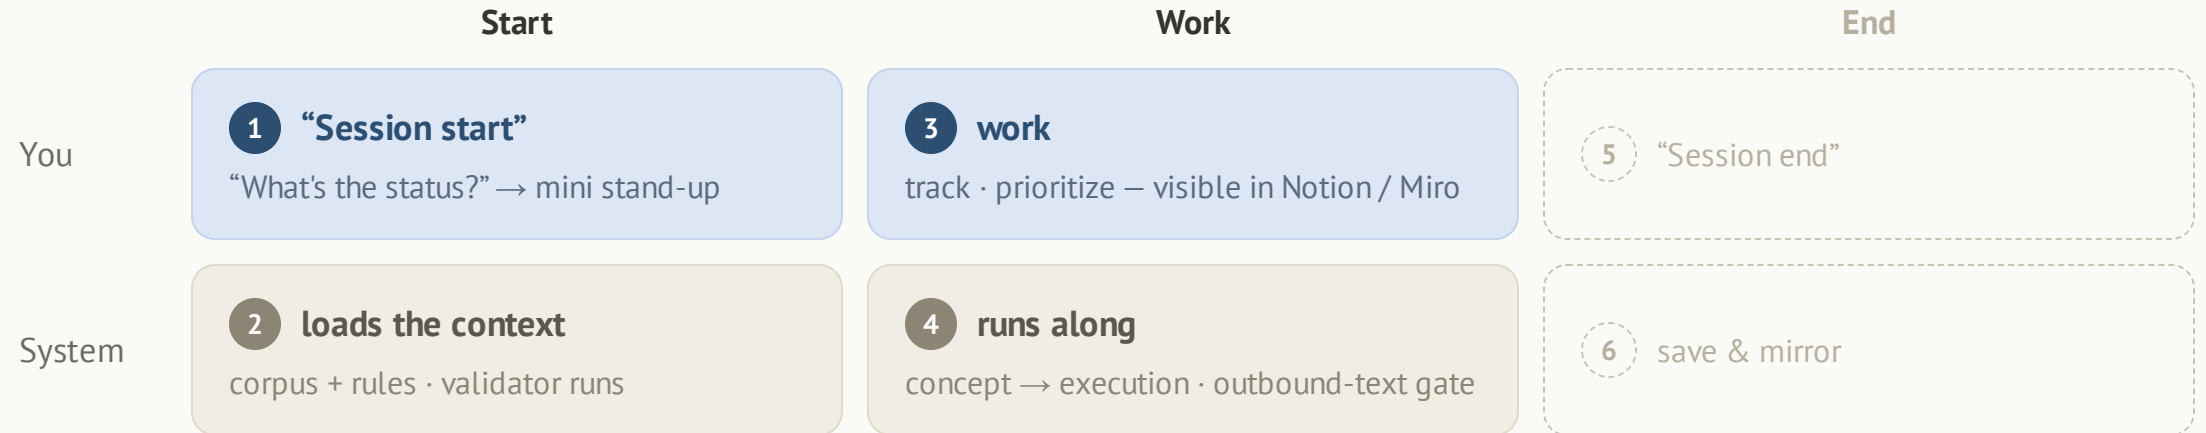 Start
Work
End
You
1 “Session start”
“What's the status?” → mini stand-up
3 work
track · prioritize — visible in Notion / Miro
5 “Session end”
System
2 loads the context
corpus + rules · validator runs
4 runs along
concept → execution · outbound-text gate
6 save & mirror